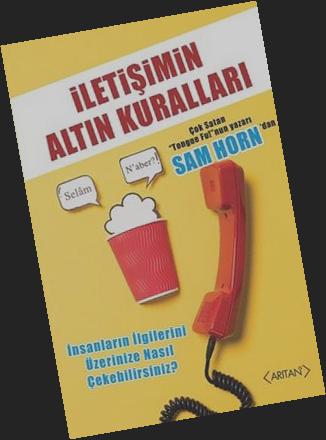 İLETİŞİMİN
ALTIN KURALLARI
Çok Satan
"Tongue Fu!"nun yazarı
SAM HORN'dan
Selâm
N'aber?!
İnsanların İlgilerini
Üzerinize Nasıl
Çekebilirsiniz?
ARITAN